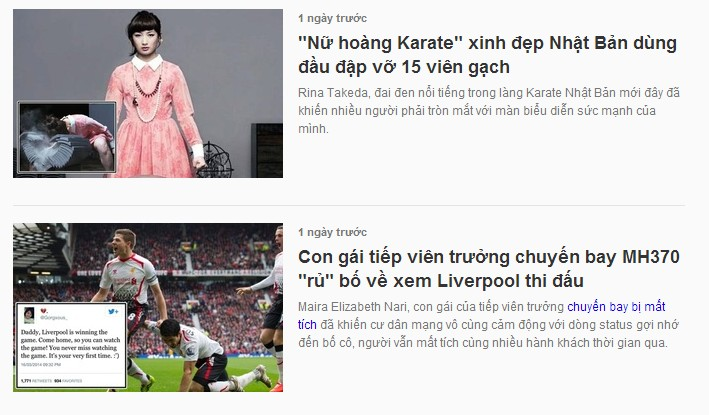 1 ngày trước
"Nữ hoàng Karate" xinh đẹp Nhật Bản dùng
đầu đập vỡ 15 viên gạch
Rina Takeda, đai đen nổi tiếng trong làng Karate Nhật Bản mới đây đã
khiến nhiều người phải tròn mắt với màn biểu diễn sức mạnh của
mình.
1 ngày trước
Con gái tiếp viên trưởng chuyến bay MH370
"rủ" bố về xem Liverpool thi đấu
Maira Elizabeth Nari, con gái của tiếp viên trưởng chuyến bay bị mất
tích đã khiến cư dân mạng vô cùng cảm động với dòng status gợi nhớ
đến bố cô, người vẫn mất tích cùng nhiều hành khách thời gian qua.
@Gorgeous_
Daddy, Liverpool is winning the
game. Come home, so you can watch
the game! You never miss watching
the game. It's your very first time. :')
1,771 RETWEETS 934 FAVORITES